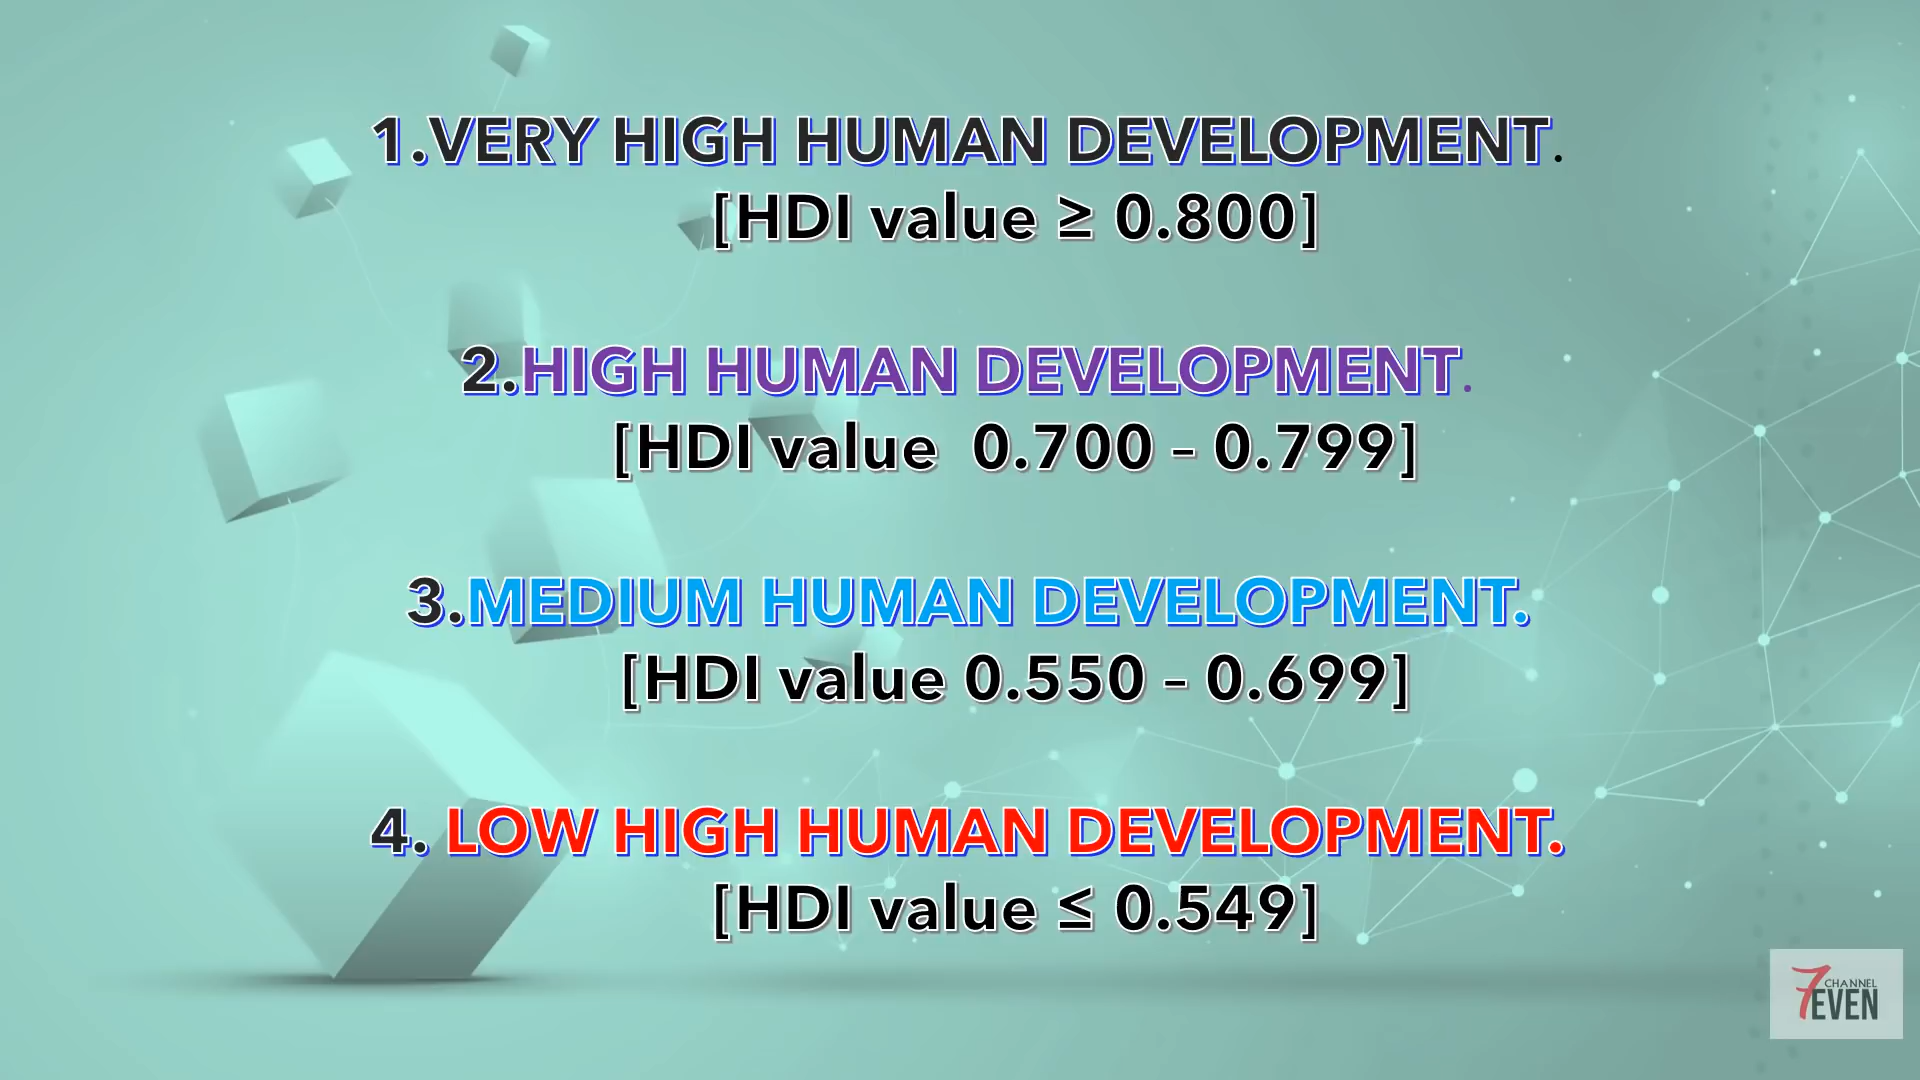 1.VERY HIGH HUMAN DEVELOPMENT.
[HDI value ≥ 0.800]
2.HIGH HUMAN DEVELOPMENT.
[HDI value  0.700 – 0.799]
3.MEDIUM HUMAN DEVELOPMENT.
[HDI value 0.550 – 0.699]
4. LOW HIGH HUMAN DEVELOPMENT.
[HDI value ≤ 0.549]
CHANNEL
7EVEN